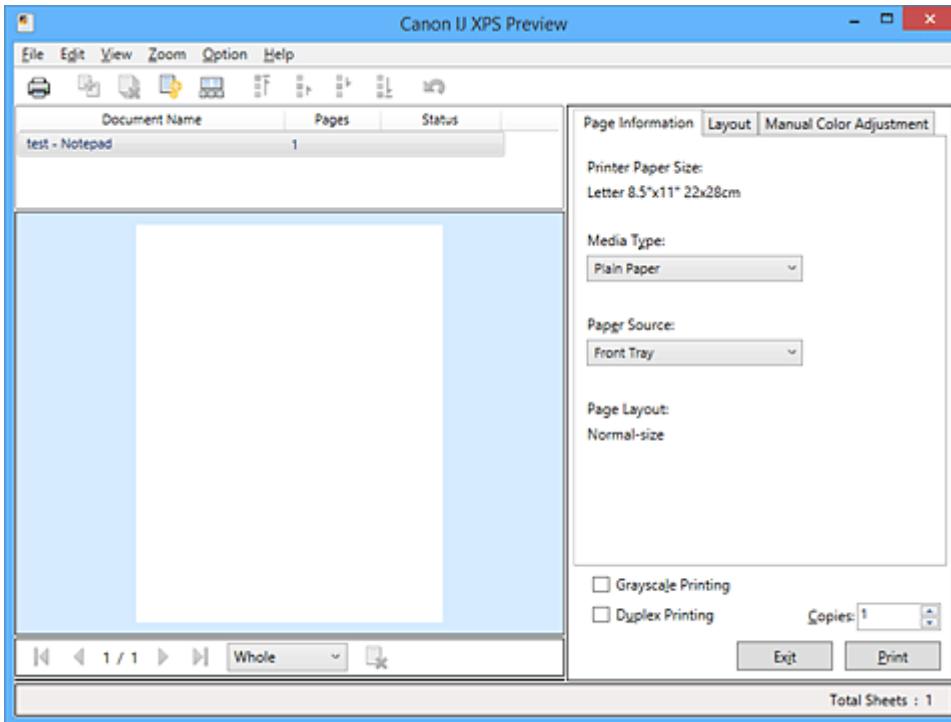 Canon IJ XPS Preview
File Edit View Zoom Option Help
Document Name Pages Status
test - Notepad 1
Page Information Layout Manual Color Adjustment
Printer Paper Size:
Letter 8.5"x11" 22x28cm
Media Type:
Plain Paper
Paper Source:
Front Tray
Page Layout:
Normal-size
Grayscale Printing
Duplex Printing Copies: 1
1 / 1 Whole
Exit Print
Total Sheets : 1